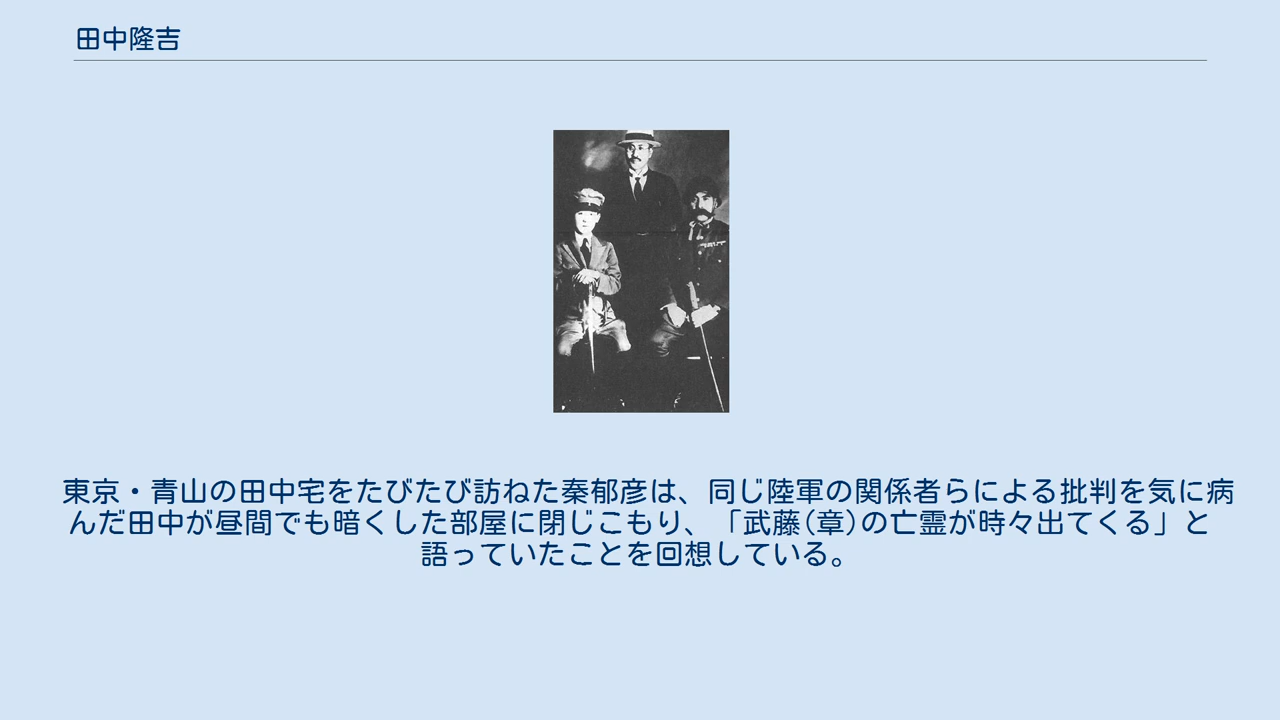 田中隆吉
東京・青山の田中宅をたびたび訪ねた秦郁彦は、同じ陸軍の関係者らによる批判を気に病
んだ田中が昼間でも暗くした部屋に閉じこもり、「武藤(章)の亡霊が時々出てくる」と
語っていたことを回想している。